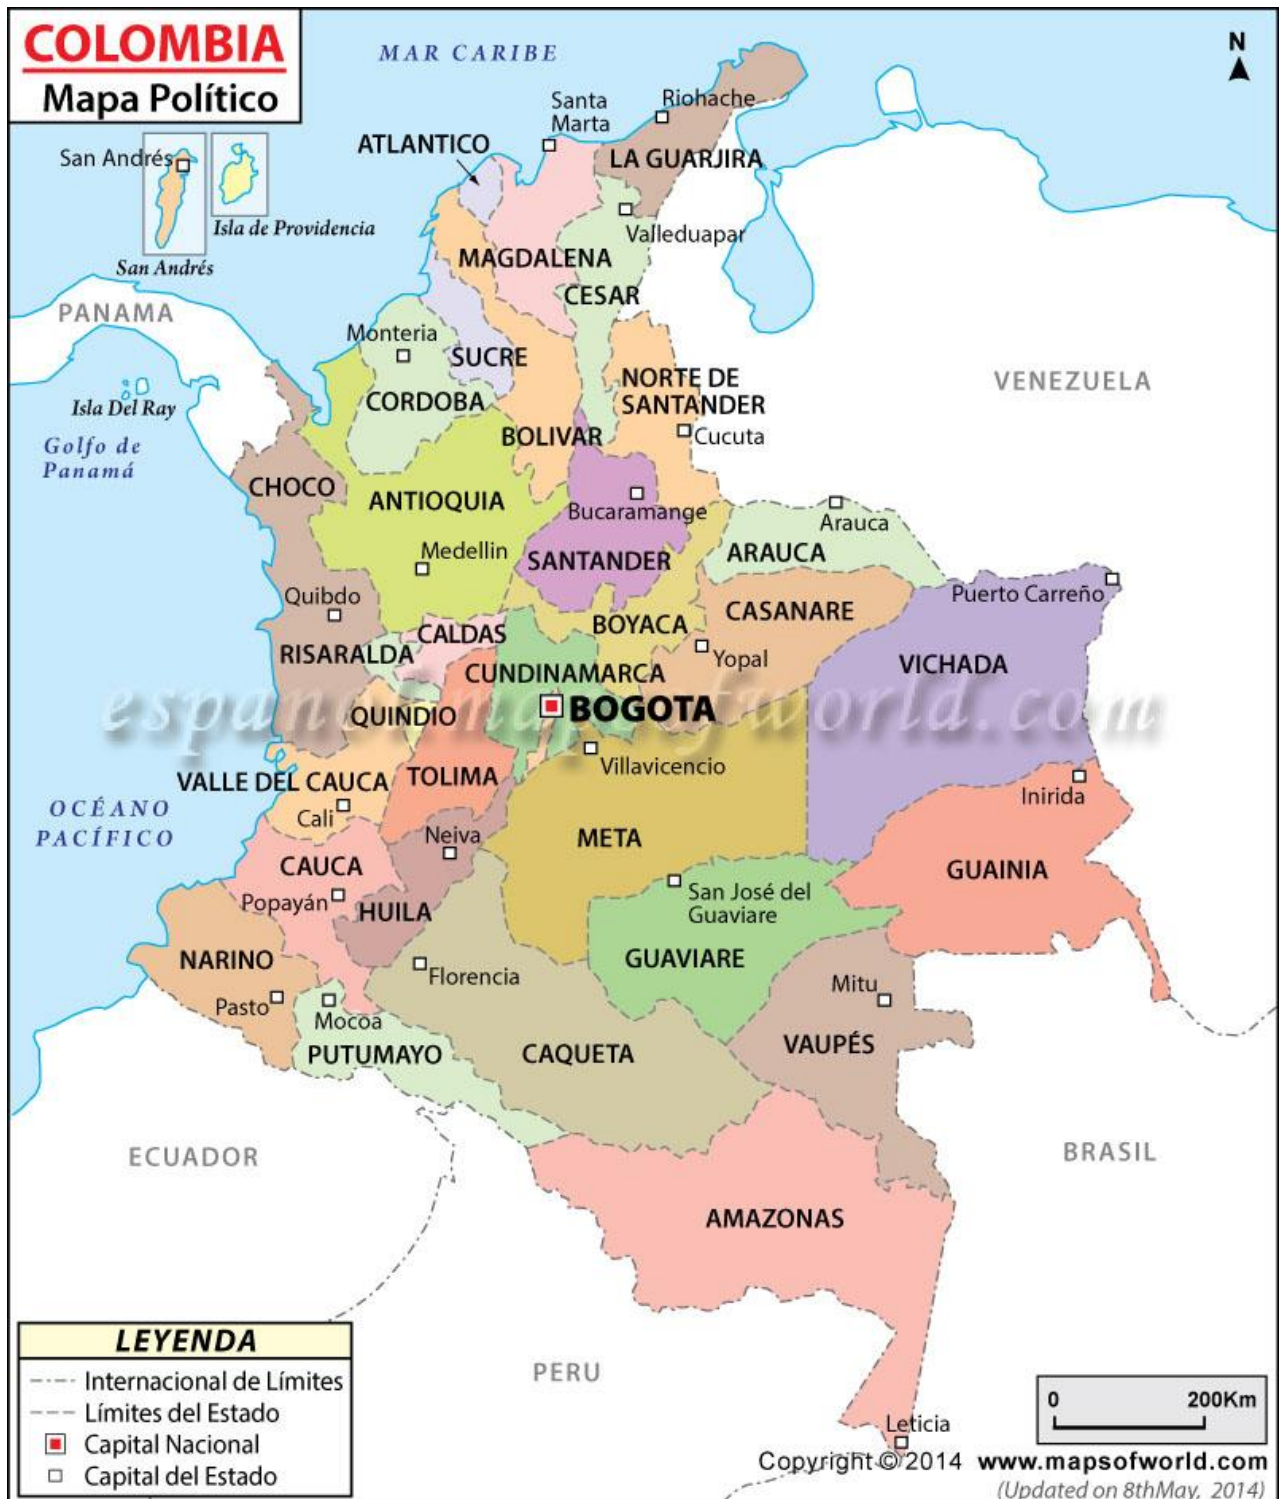 COLOMBIA
Mapa Político
MAR CARIBE
N
Santa
Marta
Riohache
ATLANTICO
LA GUARJIRA
San Andrés
Isla de Providencia
San Andrés
Valleduapar
MAGDALENA
CESAR
PANAMA
Monteria
SUCRE
VENEZUELA
NORTE DE
SANTANDER
Isla Del Ray
CORDOBA
BOLIVAR
Cucuta
Golfo de
Panamá
CHOCO
ANTIOQUIA
Bucaramange
Arauca
Medellin
SANTANDER
ARAUCA
Quibdo
Puerto Carreño
CASANARE
CALDAS
BOYACA
RISARALDA
Yopal
VICHADA
CUNDINAMARCA
espanol.mapsofworld.com
QUINDIO
BOGOTA
Villavicencio
VALLE DEL CAUCA
TOLIMA
OCÉANO
PACÍFICO
Cali
Inirida
Neiva
META
CAUCA
GUAINIA
Popayán
HUILA
San José del
Guaviare
NARINO
GUAVIARE
Florencia
Mitu
Pasto
Mocoa
VAUPÉS
PUTUMAYO
CAQUETA
ECUADOR
BRASIL
AMAZONAS
PERU
LEYENDA
Internacional de Límites
Límites del Estado
Capital Nacional
Capital del Estado
0 200Km
Leticia
Copyright © 2014 www.mapsofworld.com
(Updated on 8thMay, 2014)